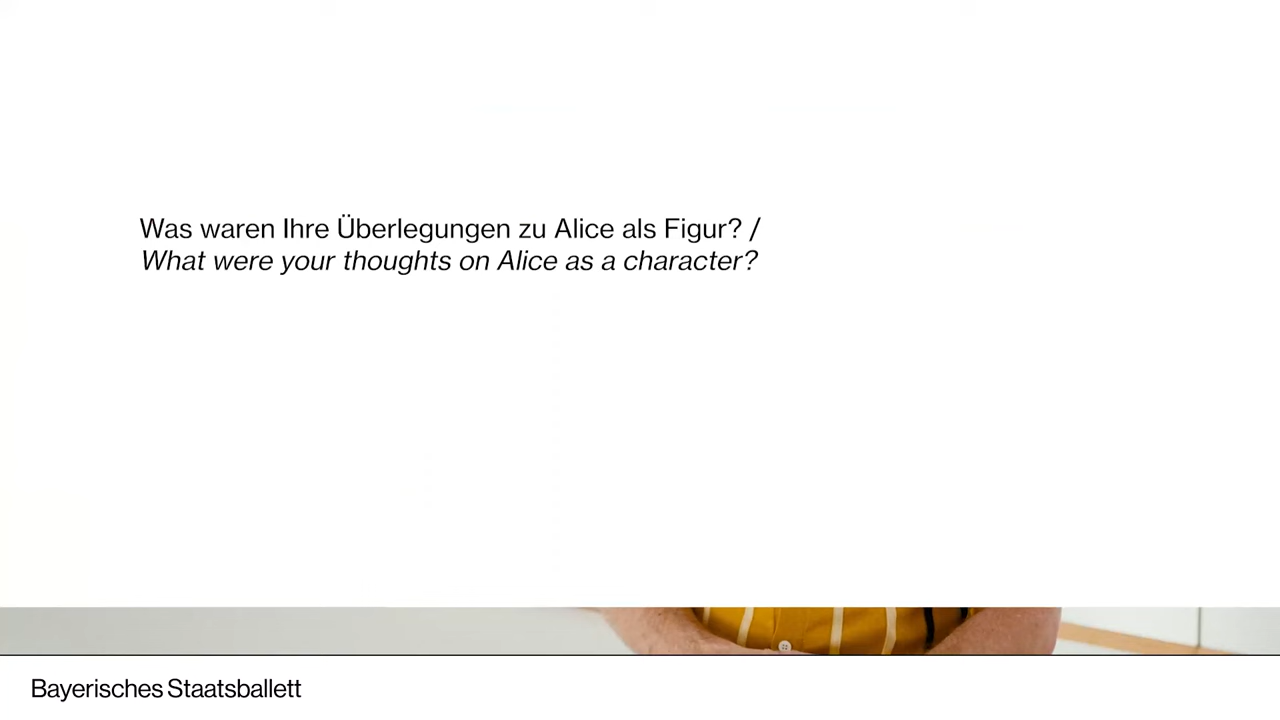 Was waren Ihre Überlegungen zu Alice als Figur? /
What were your thoughts on Alice as a character?
Bayerisches Staatsballett